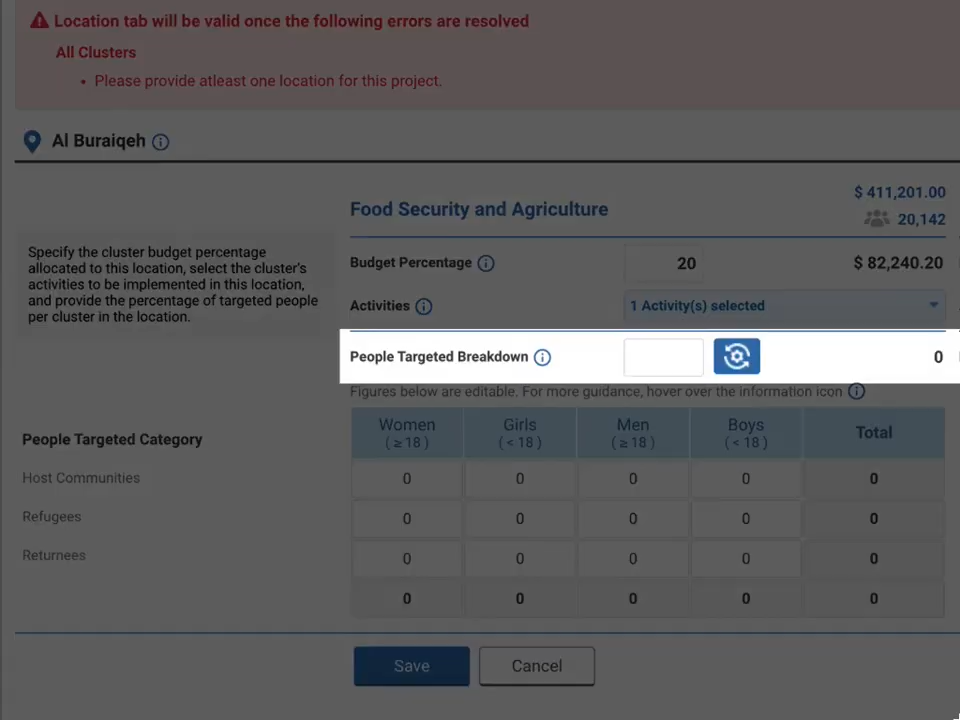 Location tab will be valid once the following errors are resolved
All Clusters
• Please provide atleast one location for this project.
Al Buraiqeh
$ 411,201.00
Food Security and Agriculture
20,142
Specify the cluster budget percentage
allocated to this location, select the cluster's
activities to be implemented in this location,
and provide the percentage of targeted people
per cluster in the location.
Budget Percentage 20 $ 82,240.20
Activities 1 Activity(s) selected
People Targeted Breakdown 0
Figures below are editable. For more guidance, hover over the information icon
People Targeted Category
Women Girls Men Boys Total
( ≥ 18 ) ( < 18 ) ( ≥ 18 ) ( < 18 )
Host Communities 0 0 0 0 0
Refugees 0 0 0 0 0
Returnees 0 0 0 0 0
0 0 0 0 0
Save Cancel